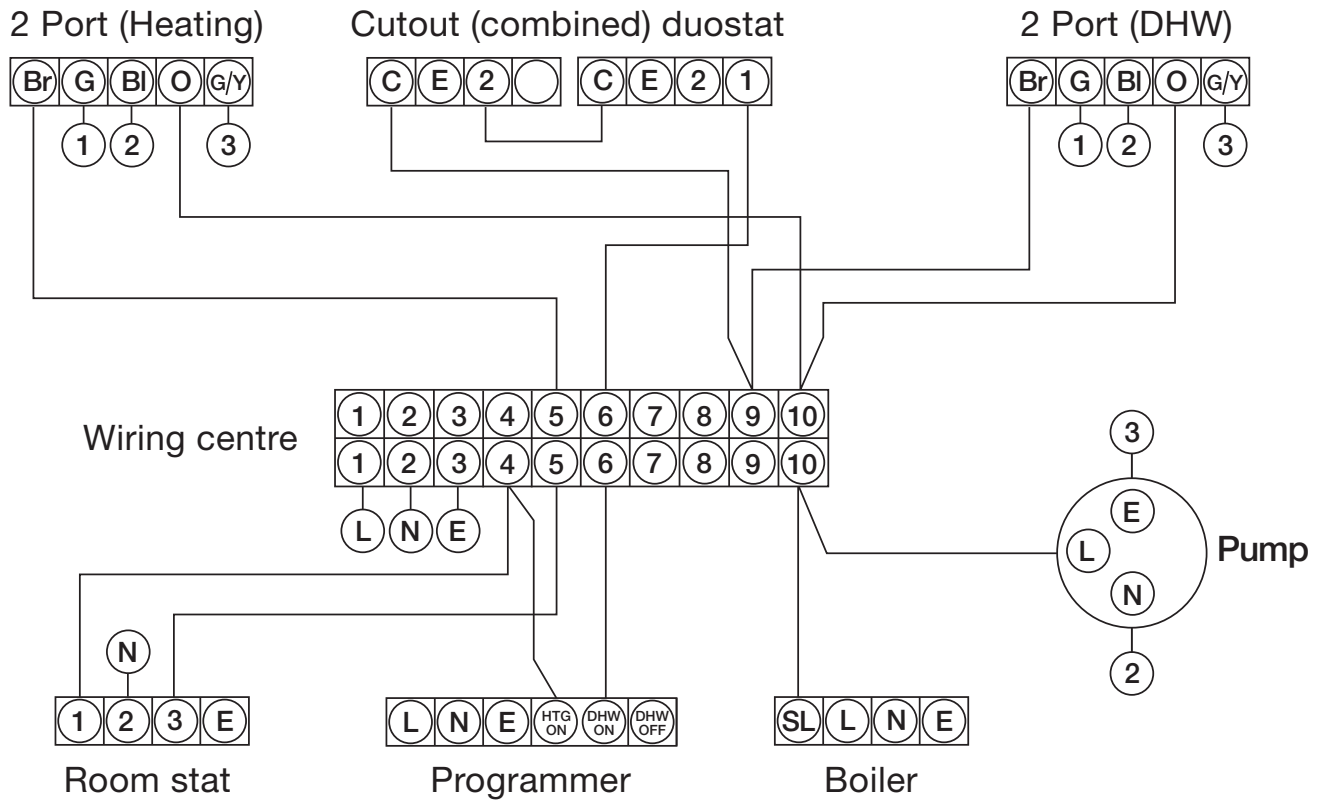 2 Port (Heating) Cutout (combined) duostat 2 Port (DHW)
Br G Bl O G/Y C E 2 C E 2 1 Br G Bl O G/Y
1 2 3 1 2 3
Wiring centre
1 2 3 4 5 6 7 8 9 10
1 2 3 4 5 6 7 8 9 10
L N E
3
E
L
N
Pump
2
N
1 2 3 E
Room stat
L N E HTG ON DHW ON DHW OFF
Programmer
SL L N E
Boiler